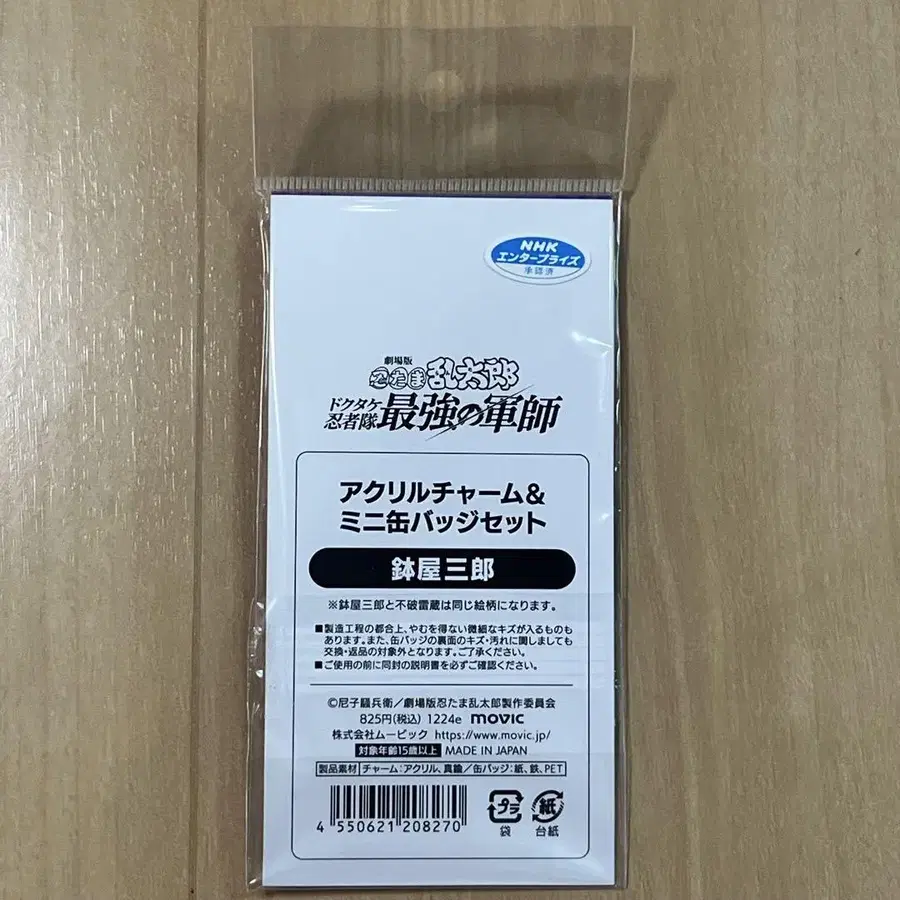 NHK
エンタープライズ
承認済
劇場版
忍たま乱太郎
ドクタケ忍者隊 最強の軍師
アクリルチャーム&
ミニ缶バッジセット
鉢屋三郎
※鉢屋三郎と不破雷蔵は同じ絵柄になります。
■製造工程の都合上、やむを得ない微細なキズが入るものも
あります。また、缶バッジの裏面のキズ・汚れに関しましても
交換・返品の対象外となります。ご了承ください。
■ご使用の前に同封の説明書を必ずご確認ください。
©尼子騒兵衛/劇場版忍たま乱太郎製作委員会
825円(税込) 1224e movic
株式会社ムービック https://www.movic.jp/
対象年齢15歳以上 MADE IN JAPAN
製品素材 チャーム:アクリル、真鍮/缶バッジ:紙、鉄、PET
4 550621 208270
プラ 紙
袋 台紙